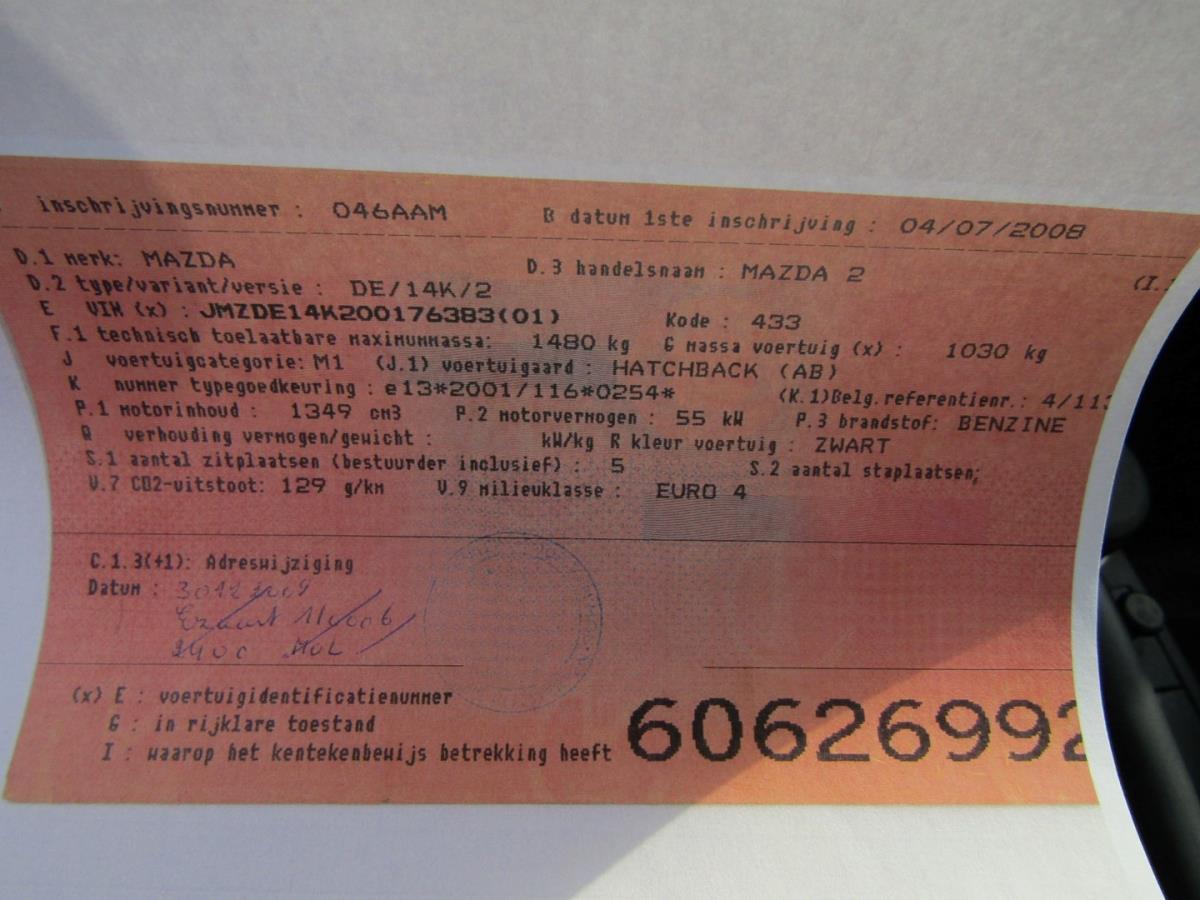 inschrijvingsnummer : 046AAM B datum 1ste inschrijving : 04/07/2008
D.1 merk: MAZDA D.3 handelsnaam : MAZDA 2 (I.
D.2 type/variant/versie : DE/14K/2
E VIN (x) : JMZDE14K200176383(01) Kode : 433
F.1 technisch toelaatbare maximummassa: 1480 kg G massa voertuig (x) : 1030 kg
J voertuigcategorie: M1 (J.1) voertuigaard : HATCHBACK (AB)
K nummer typegoedkeuring : e13*2001/116*0254* (K.1)Belg.referentienr.: 4/113
P.1 motorinhoud : 1349 cm3 P.2 motorvermogen : 55 kW P.3 brandstof: BENZINE
Q verhouding vermogen/gewicht : kW/kg R kleur voertuig : ZWART
S.1 aantal zitplaatsen (bestuurder inclusief) : 5 S.2 aantal staplaatsen;
V.7 CO2-uitstoot: 129 g/km V.9 milieuklasse : EURO 4
C.1.3(+1): Adreswijziging
Datum :
2400 MOL
(x) E : voertuigidentificatienummer
G : in rijklare toestand
I : waarop het kentekenbewijs betrekking heeft
60626992